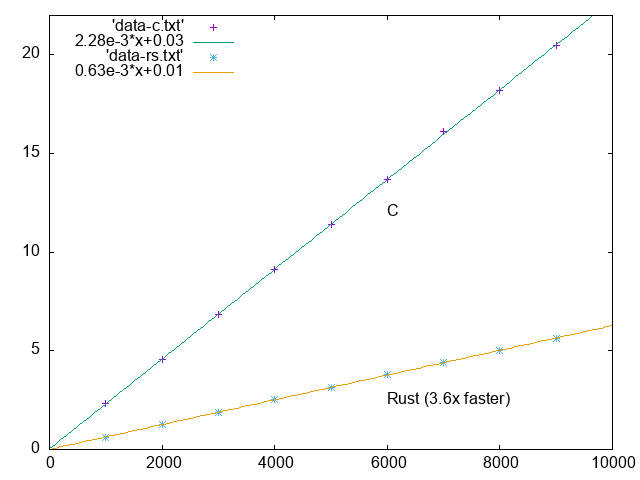 'data-c.txt'
2.28e-3*x+0.03
'data-rs.txt'
0.63e-3*x+0.01
20
15
10
5
0
C
Rust (3.6x faster)
0 2000 4000 6000 8000 10000